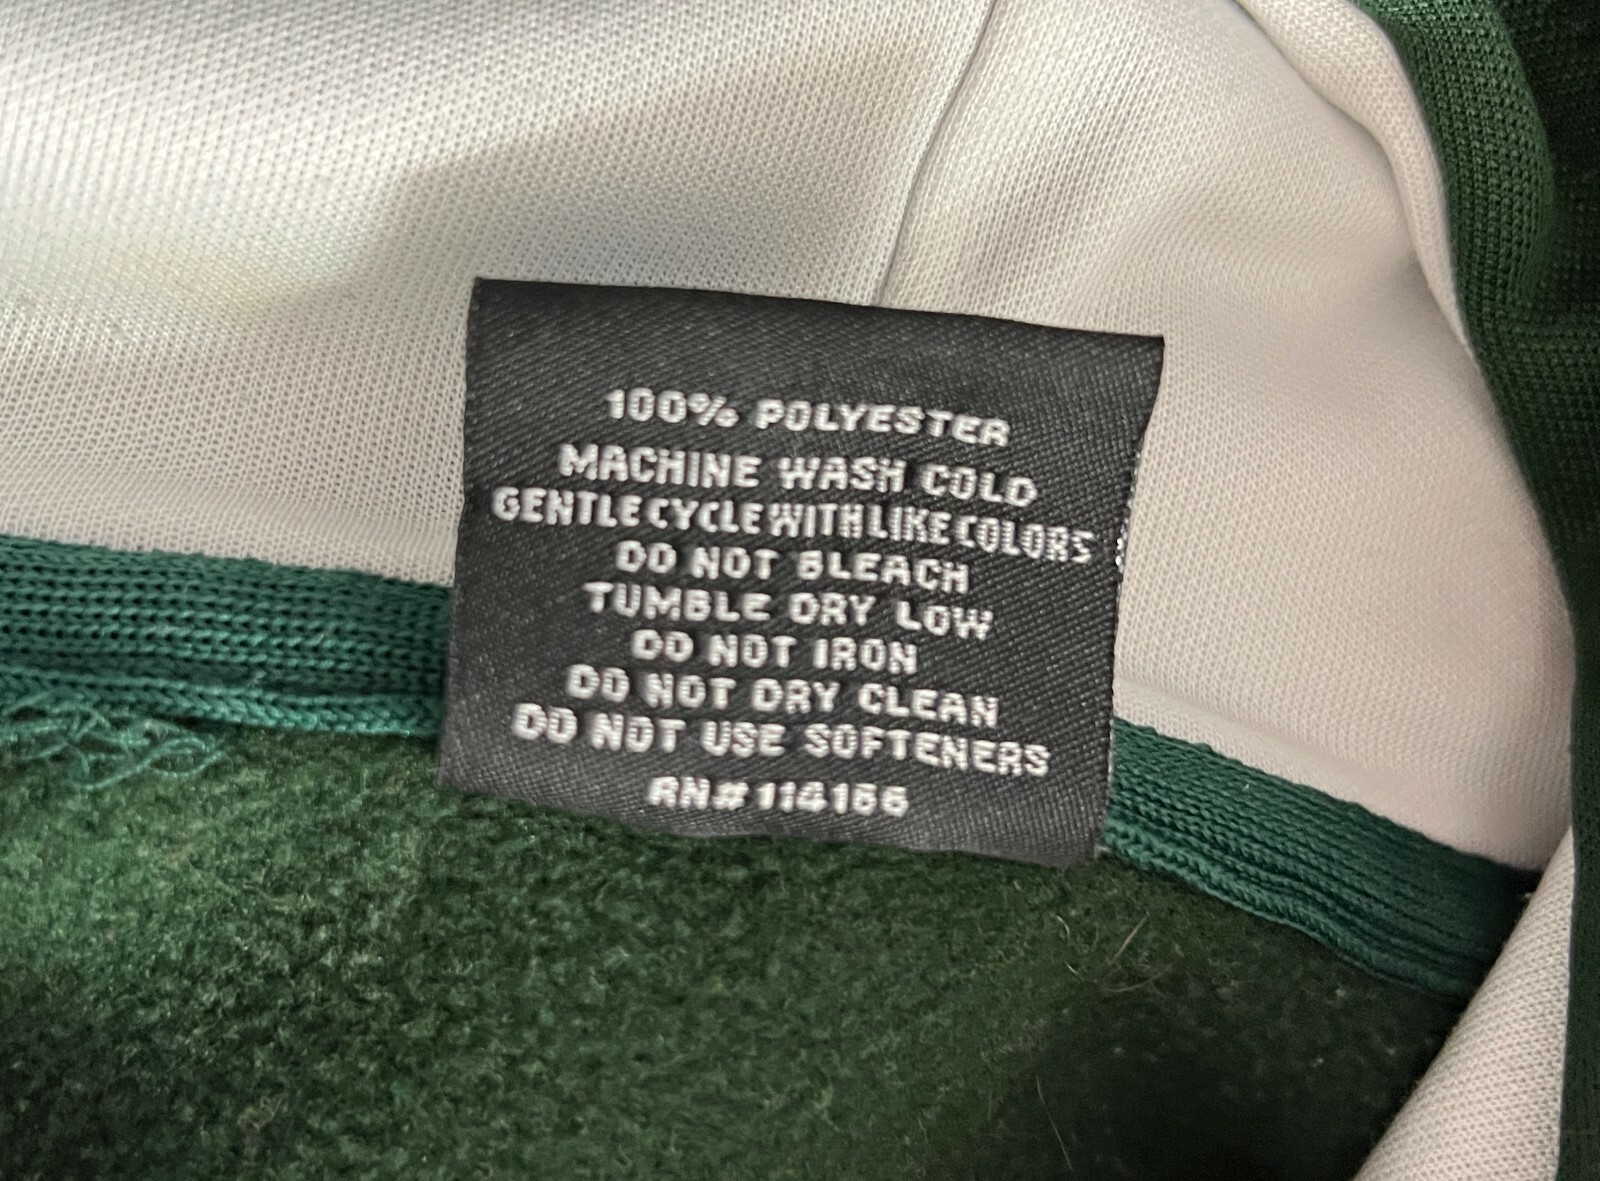 100% POLYESTER
MACHINE WASH COLD
GENTLE CYCLE WITH LIKE COLORS
DO NOT BLEACH
TUMBLE DRY LOW
DO NOT IRON
DO NOT DRY CLEAN
DO NOT USE SOFTENERS
RN# 114166